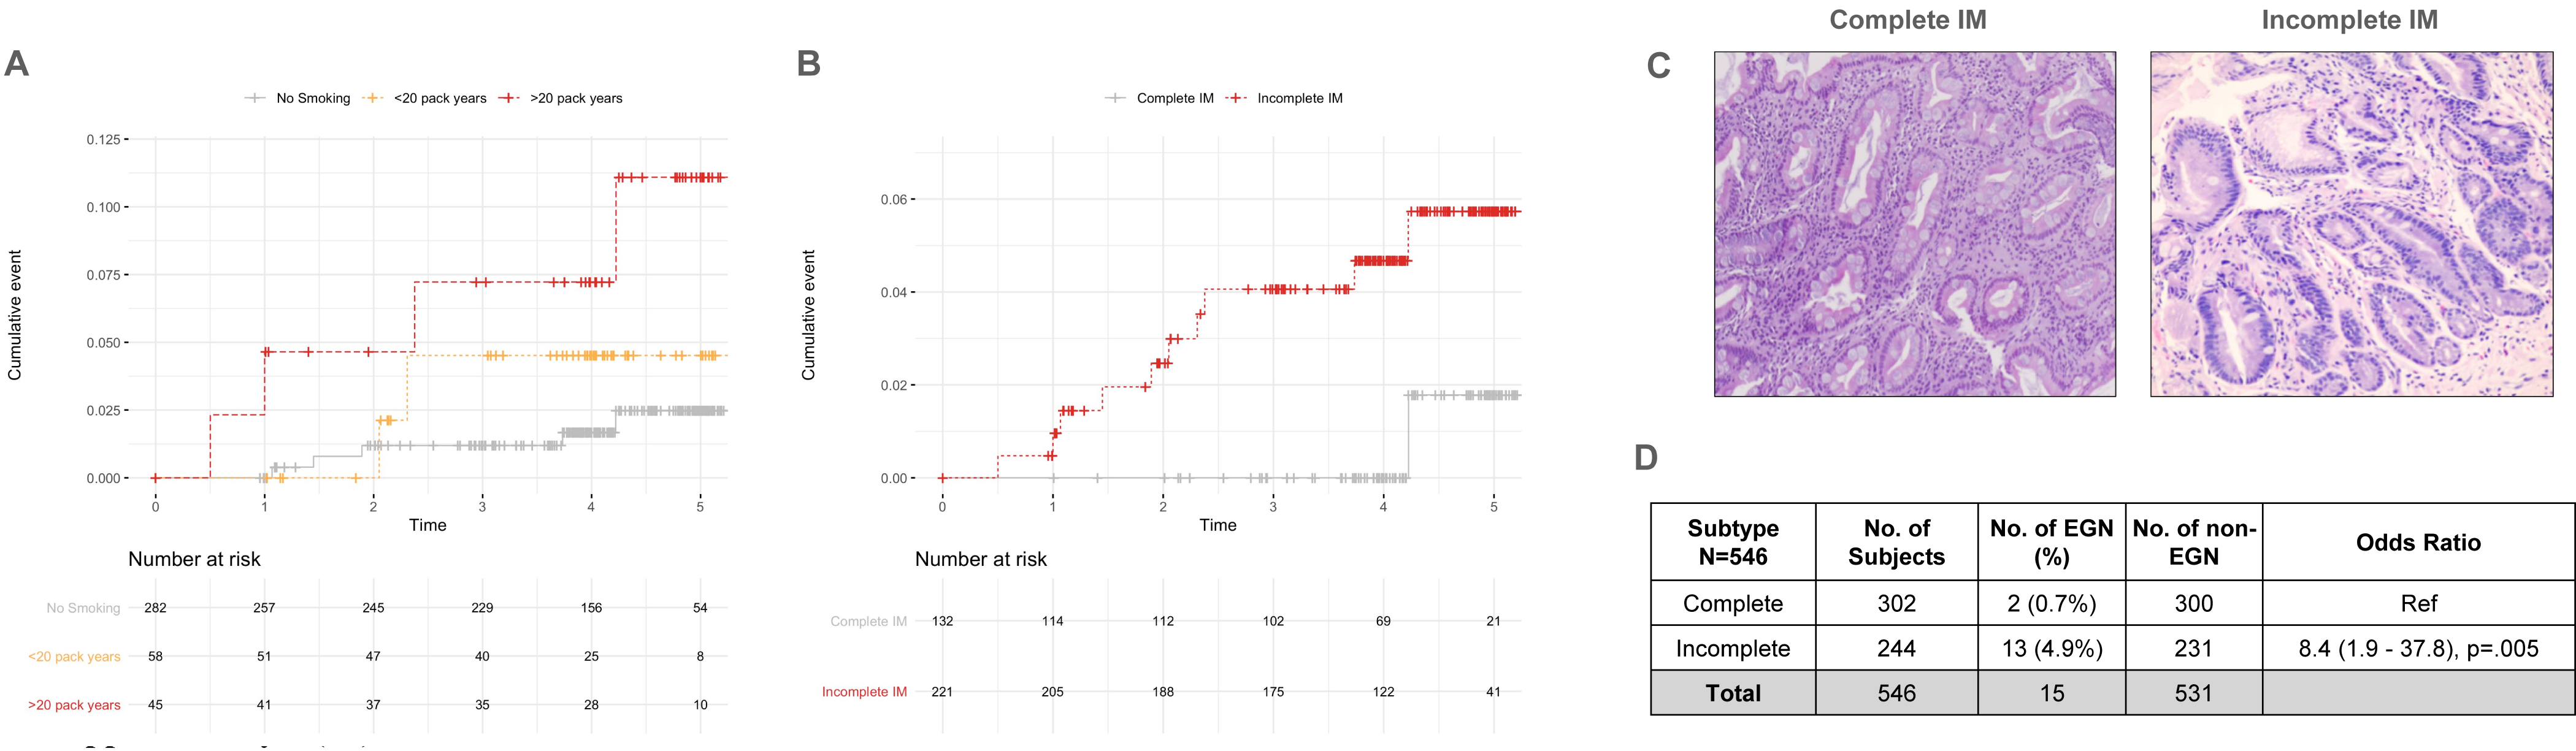 Complete IM
Incomplete IM
A
B
C
No Smoking <20 pack years >20 pack years
Cumulative event
0.125
0.100
0.075
0.050
0.025
0.000
0 1 2 3 4 5
Time
Number at risk
No Smoking 282 257 245 229 156 54
<20 pack years 58 51 47 40 25 8
>20 pack years 45 41 37 35 28 10
Complete IM Incomplete IM
Cumulative event
0.06
0.04
0.02
0.00
0 1 2 3 4 5
Time
Number at risk
Complete IM 132 114 112 102 69 21
Incomplete IM 221 205 188 175 122 41
D
Subtype No. of No. of EGN No. of non- Odds Ratio
N=546 Subjects (%) EGN
Complete 302 2 (0.7%) 300 Ref
Incomplete 244 13 (4.9%) 231 8.4 (1.9 - 37.8), p=.005
Total 546 15 531